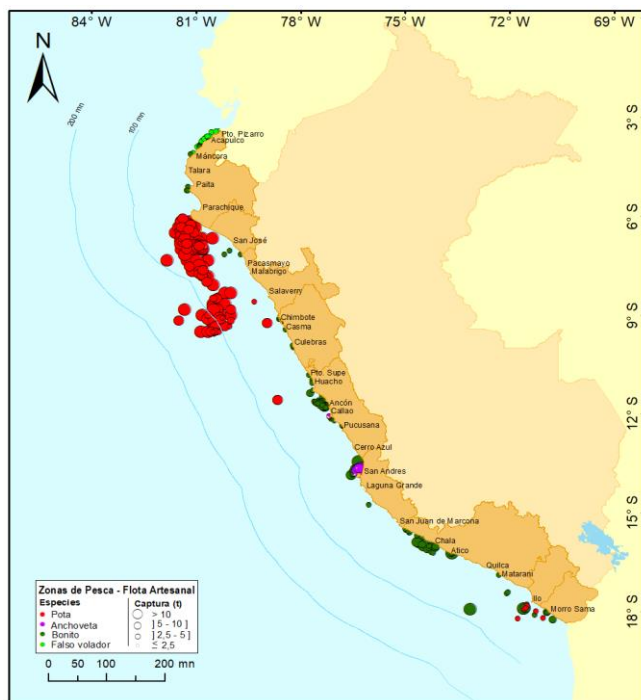 84° W 81° W 78° W 75° W 72° W 69° W
N
200 mn
100 mn
3° S
6° S
9° S
12° S
15° S
18° S
Pto. Pizarro
Acapulco
Máncora
Talara
Paita
Parachique
San José
Pacasmayo
Malabrigo
Salaverry
Chimbote
Casma
Culebras
Pto. Supe
Huacho
Ancón
Callao
Pucusana
Cerro Azul
San Andres
Laguna Grande
San Juan de Marcona
Chala
Atico
Quilca
Matarani
Ilo
Morro Sama
Zonas de Pesca - Flota Artesanal
Especies Captura (t)
Pota > 10
Anchoveta ] 5 - 10 ]
Bonito ] 2,5 - 5 ]
Falso volador ≤ 2,5
0 50 100 200 mn